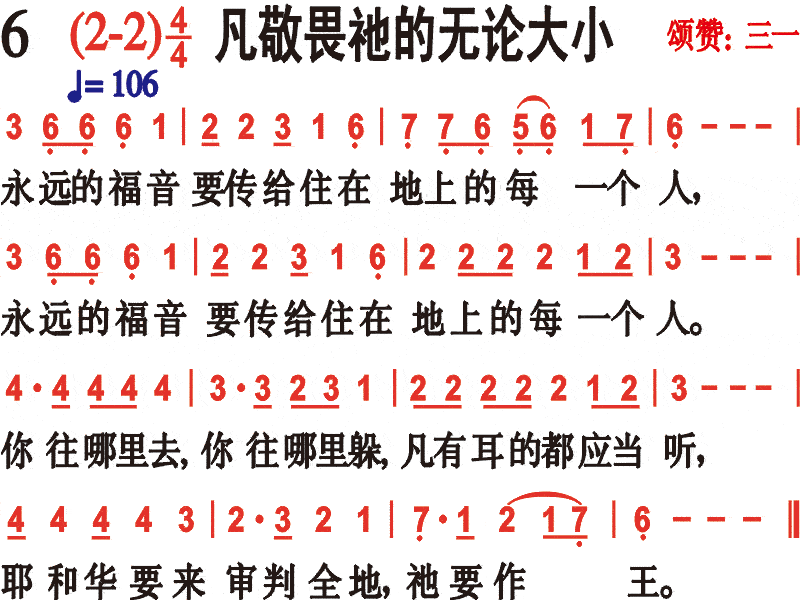 6 (2-2) 4/4 凡敬畏祂的无论大小 颂赞: 三一
♩= 106
3 6 6 6 1 | 2 2 3 1 6 | 7 7 6 5 6 1 7 | 6 - - - |
永远的福音 要传给住在 地上的每 一个 人,
3 6 6 6 1 | 2 2 3 1 6 | 2 2 2 2 1 2 | 3 - - - |
永远的福音 要传给住在 地上的每 一个 人。
4 · 4 4 4 4 | 3 · 3 2 3 1 | 2 2 2 2 2 1 2 | 3 - - - |
你 往哪里去, 你 往哪里躲, 凡有耳的都应当 听,
4 4 4 4 3 | 2 · 3 2 1 | 7 · 1 2 1 7 | 6 - - - ‖
耶 和华要来 审判全地, 祂要作 王。